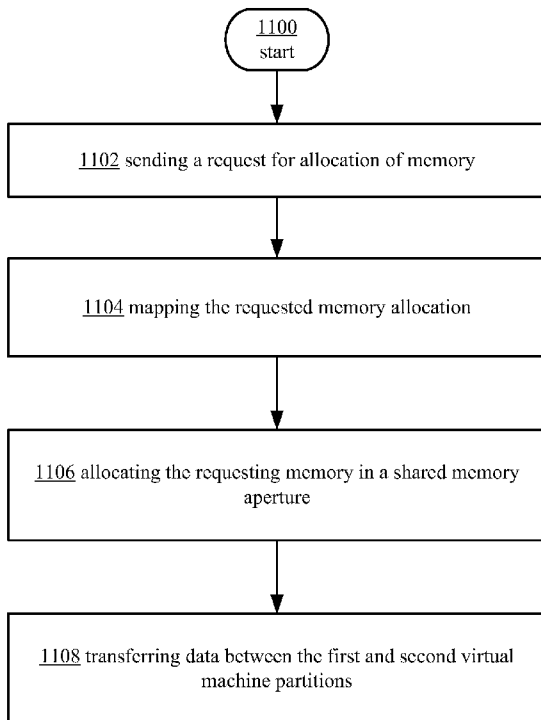 1100
start
1102 sending a request for allocation of memory
1104 mapping the requested memory allocation
1106 allocating the requesting memory in a shared memory
aperture
1108 transferring data between the first and second virtual
machine partitions